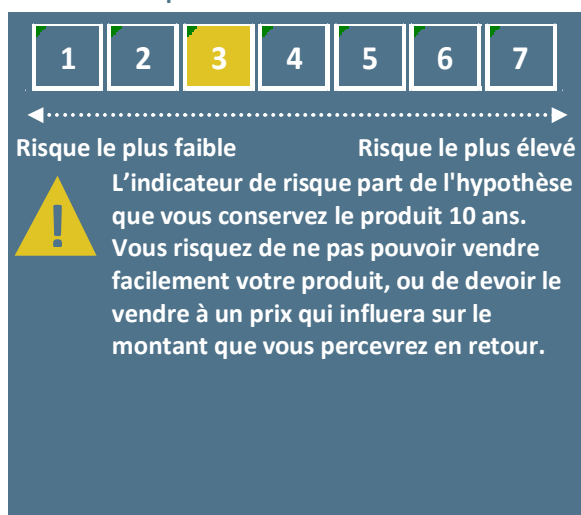 1 2 3 4 5 6 7
Risque le plus faible Risque le plus élevé
L’indicateur de risque part de l'hypothèse
que vous conservez le produit 10 ans.
Vous risquez de ne pas pouvoir vendre
facilement votre produit, ou de devoir le
vendre à un prix qui influera sur le
montant que vous percevrez en retour.